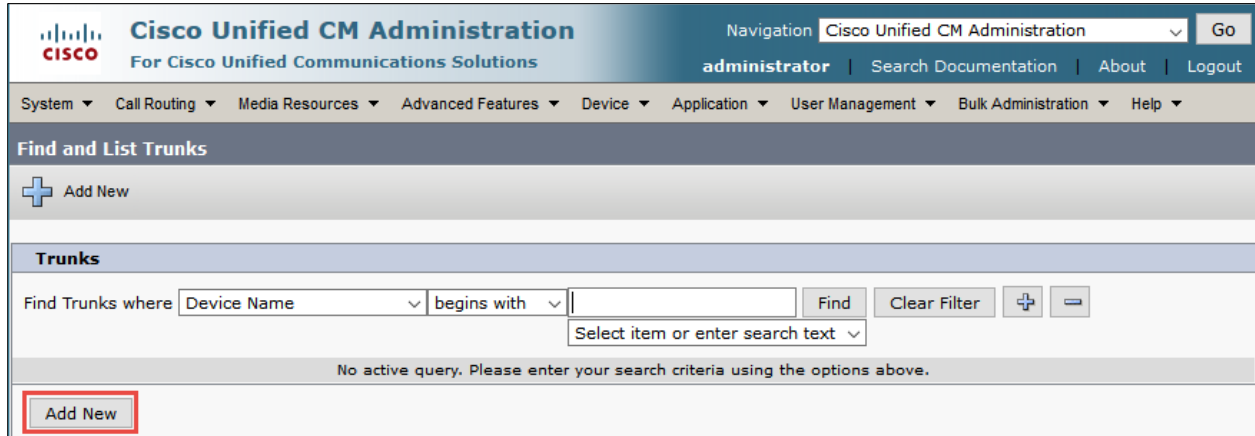 Cisco Unified CM Administration
For Cisco Unified Communications Solutions
CISCO
Navigation Cisco Unified CM Administration Go
administrator | Search Documentation | About | Logout
System Call Routing Media Resources Advanced Features Device Application User Management Bulk Administration Help
Find and List Trunks
Add New
Trunks
Find Trunks where Device Name begins with Find Clear Filter
Select item or enter search text
No active query. Please enter your search criteria using the options above.
Add New